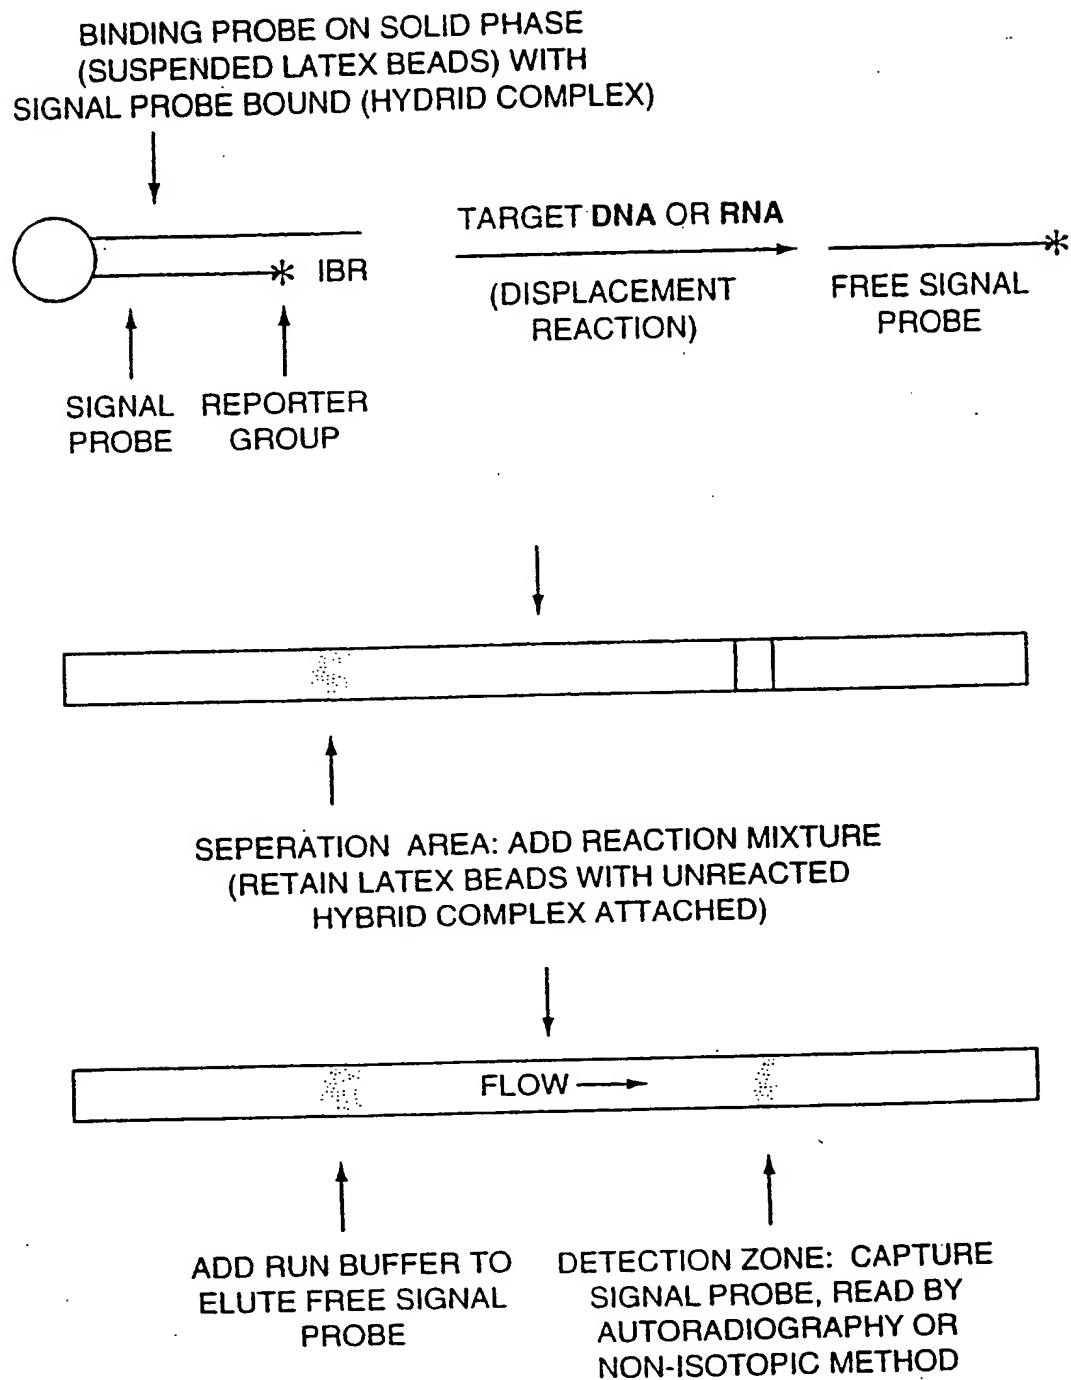 BINDING PROBE ON SOLID PHASE
(SUSPENDED LATEX BEADS) WITH
SIGNAL PROBE BOUND (HYDRID COMPLEX)
TARGET DNA OR RNA
* IBR
*
(DISPLACEMENT
REACTION)
FREE SIGNAL
PROBE
SIGNAL
PROBE
REPORTER
GROUP
SEPERATION AREA: ADD REACTION MIXTURE
(RETAIN LATEX BEADS WITH UNREACTED
HYBRID COMPLEX ATTACHED)
FLOW
ADD RUN BUFFER TO
ELUTE FREE SIGNAL
PROBE
DETECTION ZONE: CAPTURE
SIGNAL PROBE, READ BY
AUTORADIOGRAPHY OR
NON-ISOTOPIC METHOD